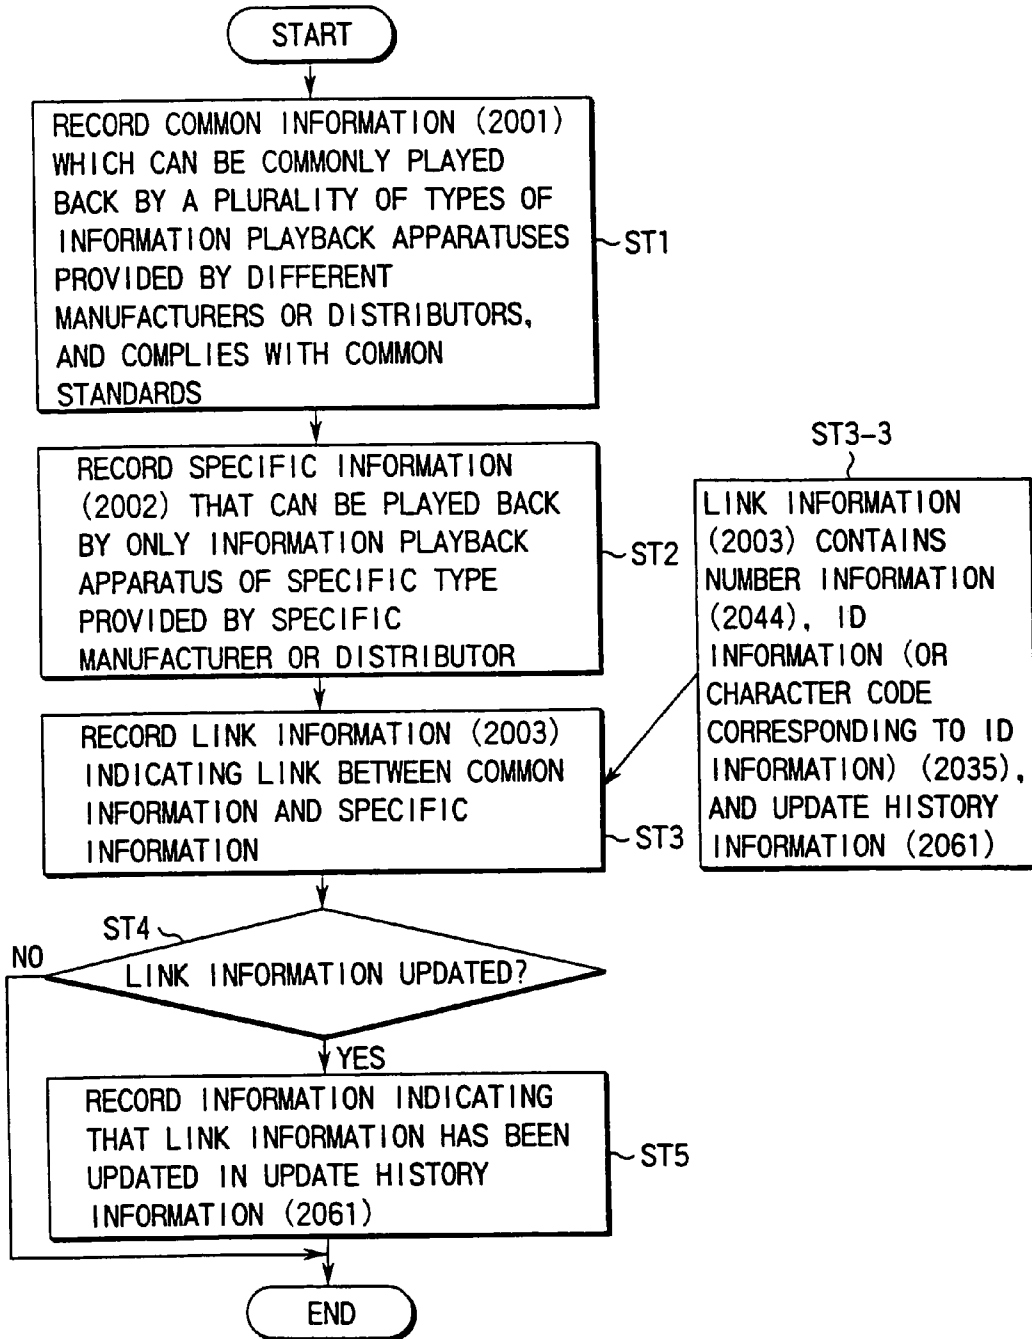 START
RECORD COMMON INFORMATION (2001)
WHICH CAN BE COMMONLY PLAYED
BACK BY A PLURALITY OF TYPES OF
INFORMATION PLAYBACK APPARATUSES
PROVIDED BY DIFFERENT
MANUFACTURERS OR DISTRIBUTORS,
AND COMPLIES WITH COMMON
STANDARDS
ST1
RECORD SPECIFIC INFORMATION
(2002) THAT CAN BE PLAYED BACK
BY ONLY INFORMATION PLAYBACK
APPARATUS OF SPECIFIC TYPE
PROVIDED BY SPECIFIC
MANUFACTURER OR DISTRIBUTOR
ST2
ST3-3
LINK INFORMATION
(2003) CONTAINS
NUMBER INFORMATION
(2044), ID
INFORMATION (OR
CHARACTER CODE
CORRESPONDING TO ID
INFORMATION) (2035),
AND UPDATE HISTORY
INFORMATION (2061)
RECORD LINK INFORMATION (2003)
INDICATING LINK BETWEEN COMMON
INFORMATION AND SPECIFIC
INFORMATION
ST3
ST4
NO
LINK INFORMATION UPDATED?
YES
RECORD INFORMATION INDICATING
THAT LINK INFORMATION HAS BEEN
UPDATED IN UPDATE HISTORY
INFORMATION (2061)
ST5
END